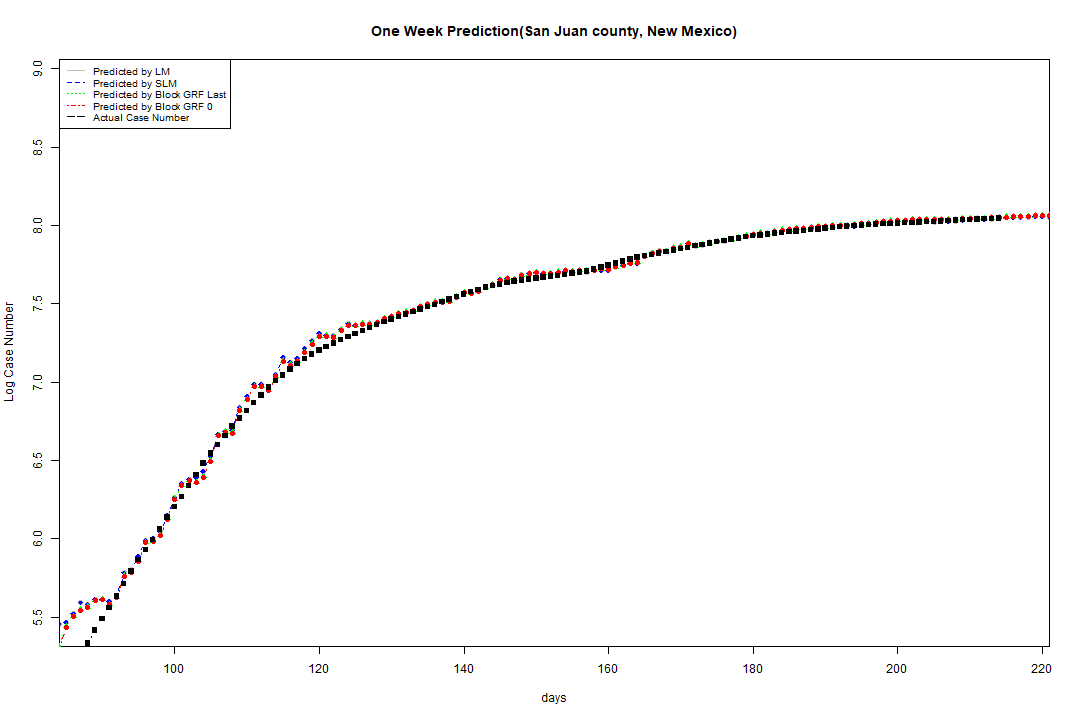 One Week Prediction(San Juan county, New Mexico)
Predicted by LM
Predicted by SLM
Predicted by Block GRF Last
Predicted by Block GRF 0
Actual Case Number
9.0
8.5
8.0
7.5
7.0
6.5
6.0
5.5
Log Case Number
100 120 140 160 180 200 220
days